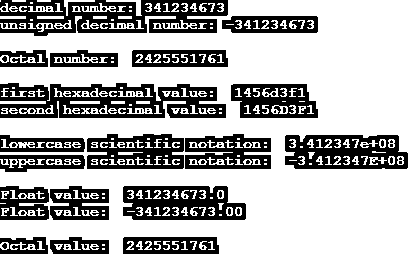 decimal number: 341234673
unsigned decimal number: -341234673
Octal number: 2425551761
first hexadecimal value: 1456d3f1
second hexadecimal value: 1456D3F1
lowercase scientific notation: 3.412347e+08
uppercase scientific notation: -3.412347E+08
Float value: 341234673.0
Float value: -341234673.00
Octal value: 2425551761